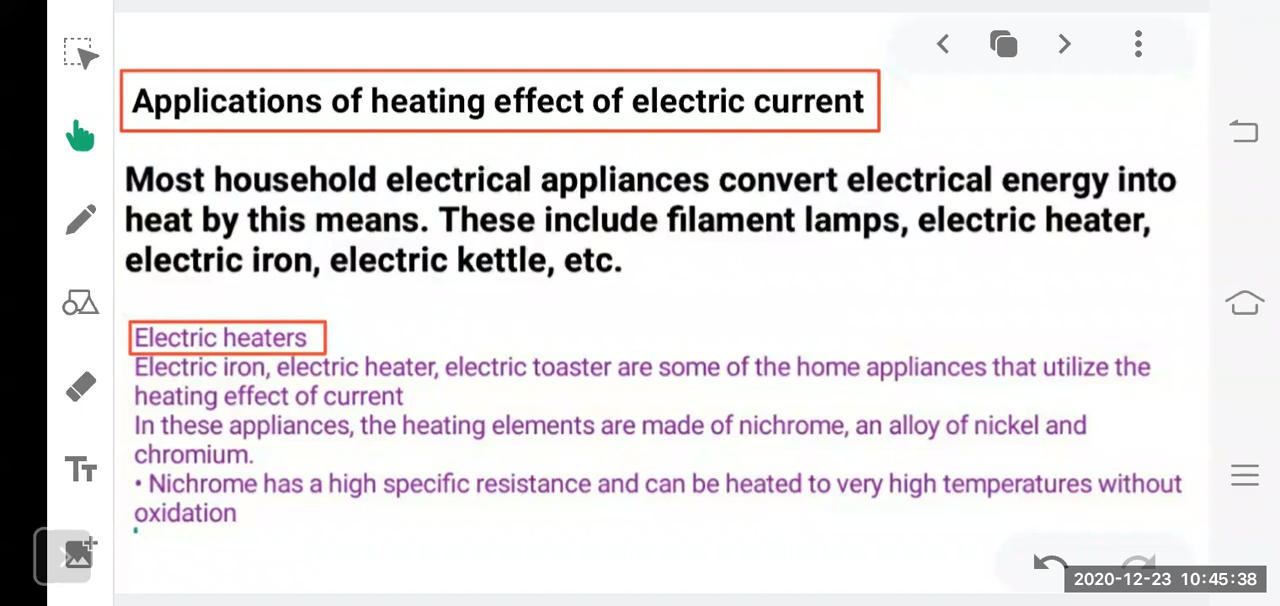 Applications of heating effect of electric current
Most household electrical appliances convert electrical energy into
heat by this means. These include filament lamps, electric heater,
electric iron, electric kettle, etc.
Electric heaters
Electric iron, electric heater, electric toaster are some of the home appliances that utilize the
heating effect of current
In these appliances, the heating elements are made of nichrome, an alloy of nickel and
chromium.
• Nichrome has a high specific resistance and can be heated to very high temperatures without
oxidation
TT
2020-12-23 10:45:38